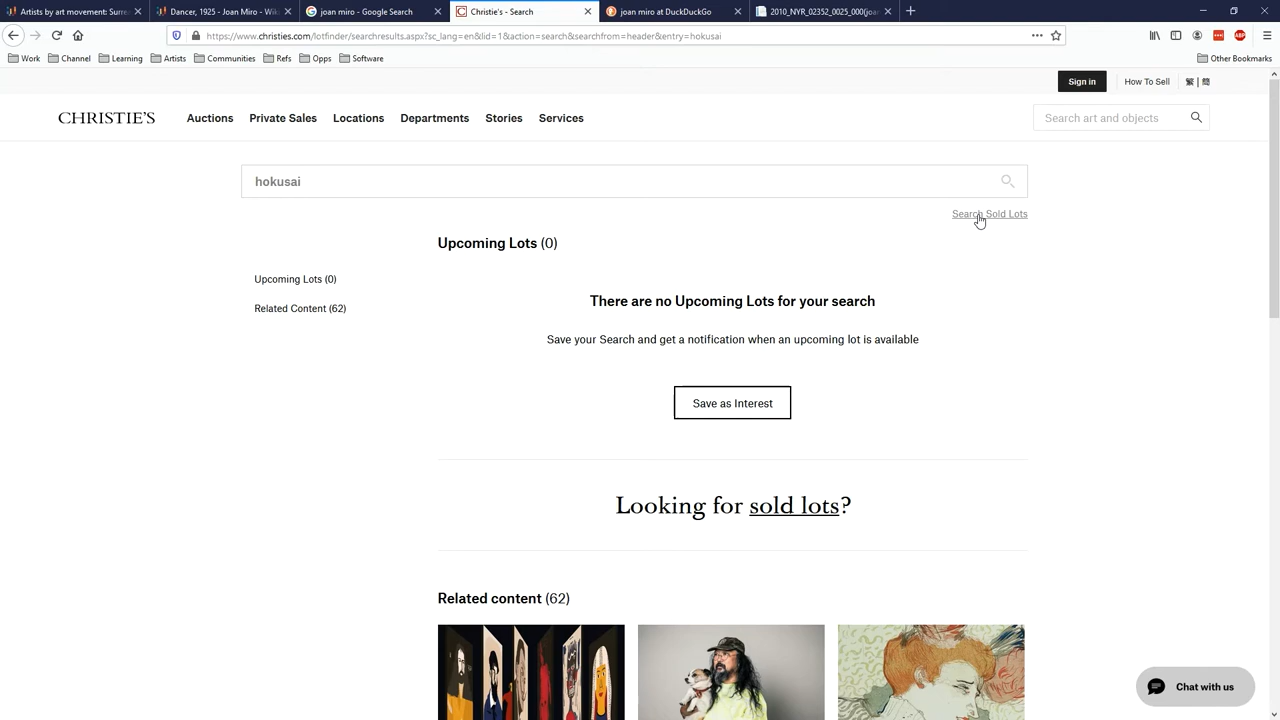 Artists by art movement: Surre
Dancer, 1925 - Joan Miro - Wiki
joan miro - Google Search
Christie's - Search
joan miro at DuckDuckGo
2010_NYR_02352_0025_000(joan
https://www.christies.com/lotfinder/searchresults.aspx?sc_lang=en&lid=1&action=search&searchfrom=header&entry=hokusai
Work
Channel
Learning
Artists
Communities
Refs
Opps
Software
Other Bookmarks
Sign in
How To Sell
繁 | 簡
CHRISTIE'S
Auctions
Private Sales
Locations
Departments
Stories
Services
Search art and objects
hokusai
Search Sold Lots
Upcoming Lots (0)
Upcoming Lots (0)
Related Content (62)
There are no Upcoming Lots for your search
Save your Search and get a notification when an upcoming lot is available
Save as Interest
Looking for sold lots?
Related content (62)
Chat with us